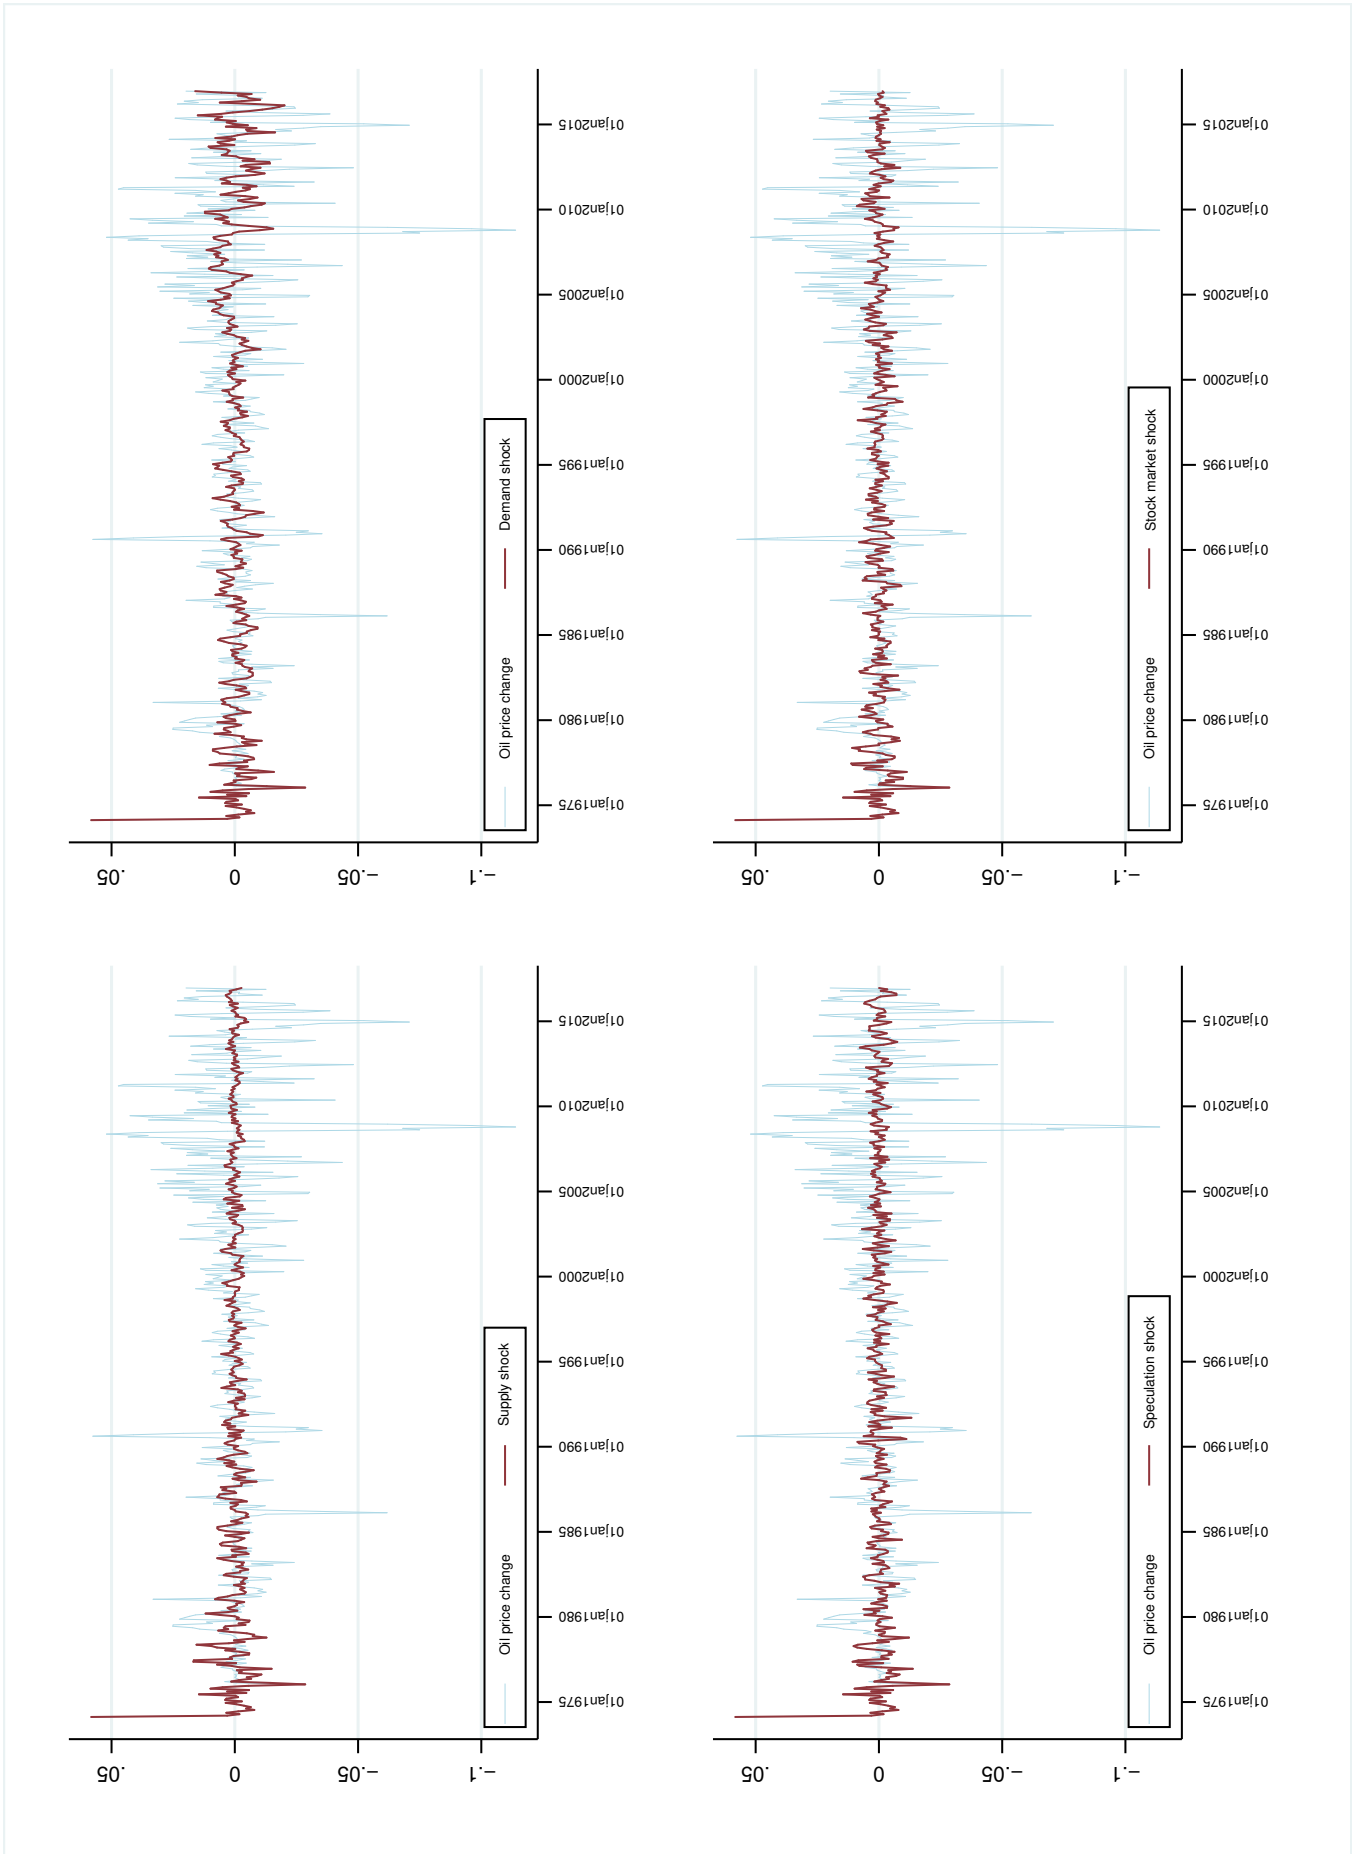 .05
0
−.05
−.1
01jan1975
01jan1980
01jan1985
01jan1990
01jan1995
01jan2000
01jan2005
01jan2010
01jan2015
Oil price change Supply shock
.05
0
−.05
−.1
01jan1975
01jan1980
01jan1985
01jan1990
01jan1995
01jan2000
01jan2005
01jan2010
01jan2015
Oil price change Demand shock
.05
0
−.05
−.1
01jan1975
01jan1980
01jan1985
01jan1990
01jan1995
01jan2000
01jan2005
01jan2010
01jan2015
Oil price change Speculation shock
.05
0
−.05
−.1
01jan1975
01jan1980
01jan1985
01jan1990
01jan1995
01jan2000
01jan2005
01jan2010
01jan2015
Oil price change Stock market shock